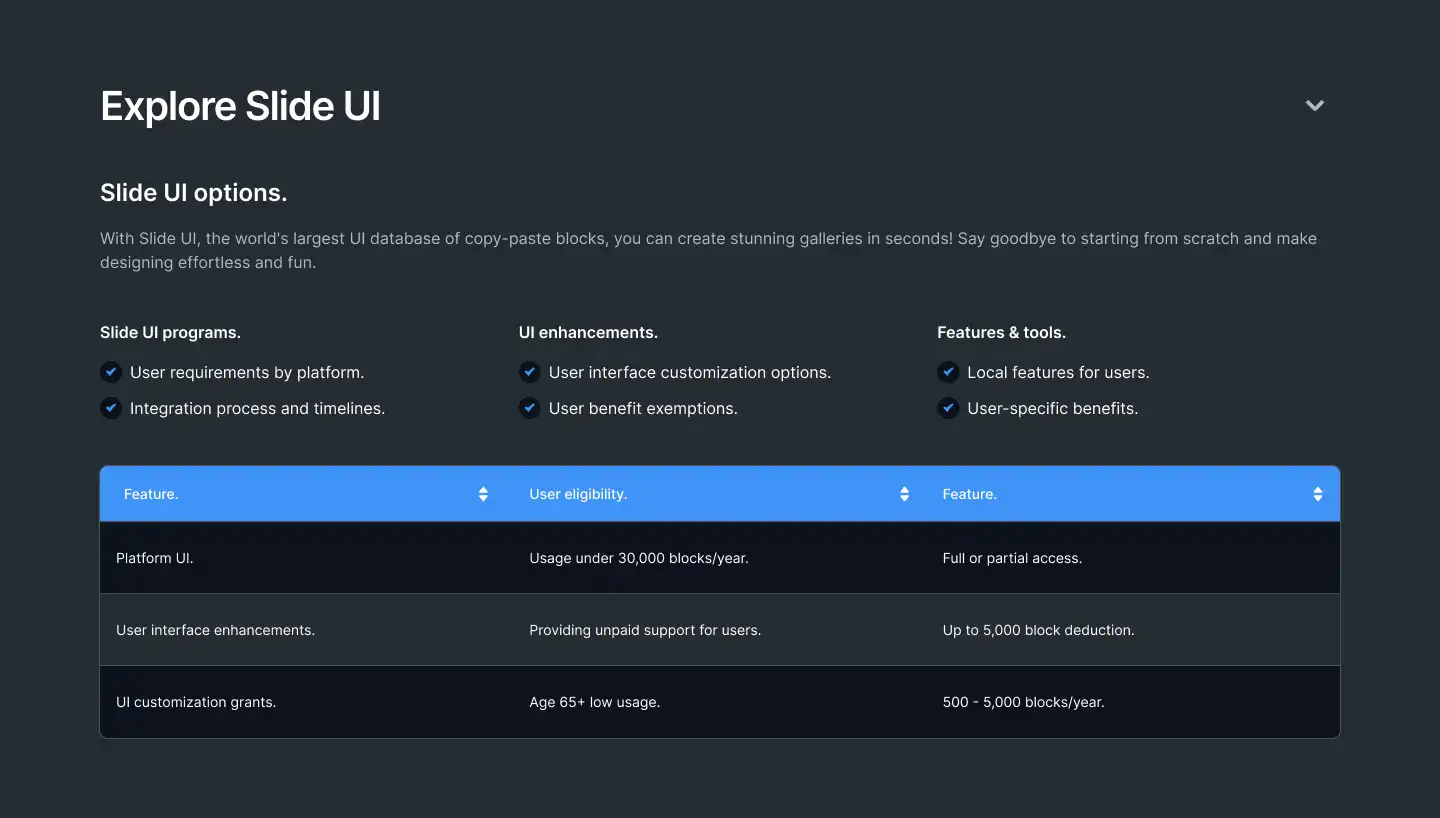 Explore Slide UI
Slide UI options.
With Slide UI, the world's largest UI database of copy-paste blocks, you can create stunning galleries in seconds! Say goodbye to starting from scratch and make
designing effortless and fun.
Slide UI programs.
User requirements by platform.
Integration process and timelines.
UI enhancements.
User interface customization options.
User benefit exemptions.
Features & tools.
Local features for users.
User-specific benefits.
Feature. User eligibility. Feature.
Platform UI. Usage under 30,000 blocks/year. Full or partial access.
User interface enhancements. Providing unpaid support for users. Up to 5,000 block deduction.
UI customization grants. Age 65+ low usage. 500 - 5,000 blocks/year.